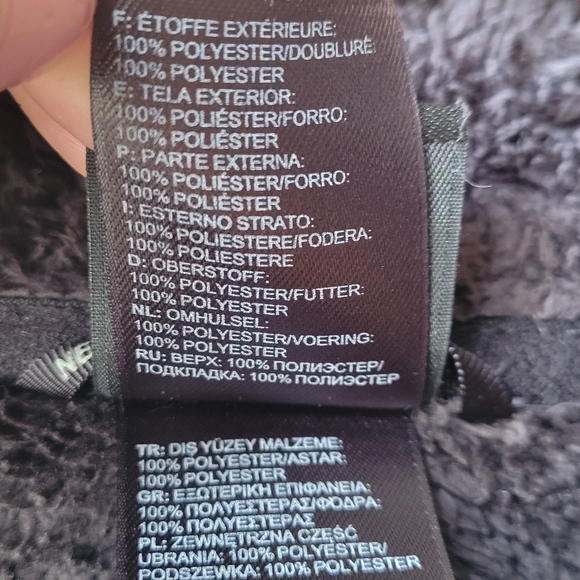 F: ÉTOFFE EXTÉRIEURE:
100% POLYESTER/DOUBLURE:
100% POLYESTER
E: TELA EXTERIOR:
100% POLIÉSTER/FORRO:
100% POLIÉSTER
P: PARTE EXTERNA:
100% POLIÉSTER/FORRO:
100% POLIÉSTER
I: ESTERNO STRATO:
100% POLIESTERE/FODERA:
100% POLIESTERE
D: OBERSTOFF:
100% POLYESTER/FUTTER:
100% POLYESTER
NL: OMHULSEL:
100% POLYESTER/VOERING:
100% POLYESTER
RU: ВЕРХ: 100% ПОЛИЭСТЕР/
ПОДКЛАДКА: 100% ПОЛИЭСТЕР
NE
TR: DIŞ YÜZEY MALZEME:
100% POLYESTER/ASTAR:
100% POLYESTER
GR: ΕΞΩΤΕΡΙΚΗ ΕΠΙΦΑΝΕΙΑ:
100% ΠΟΛΥΕΣΤΕΡΑΣ/ΦΟΔΡΑ:
100% ΠΟΛΥΕΣΤΕΡΑΣ
PL: ZEWNĘTRZNA CZĘŚĆ
UBRANIA: 100% POLYESTER/
PODSZEWKA: 100% POLYESTER